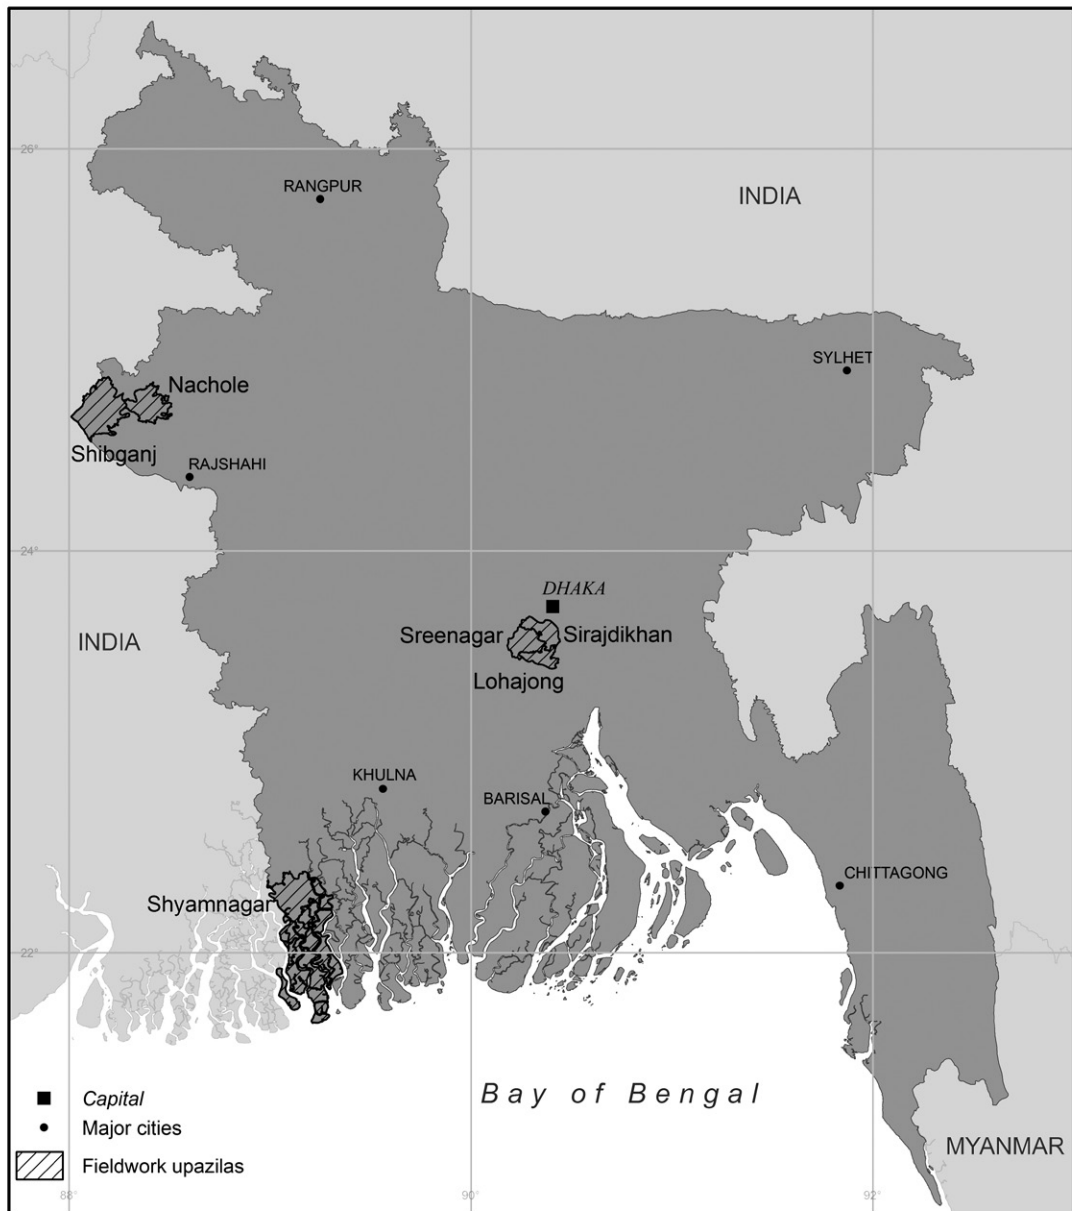 26°
RANGPUR
INDIA
SYLHET
Nachole
Shibganj
RAJSHAHI
24°
DHAKA
Sreenagar
Sirajdikhan
INDIA
Lohajong
KHULNA
BARISAL
CHITTAGONG
Shyamnagar
22°
Bay of Bengal
Capital
Major cities
MYANMAR
Fieldwork upazilas
88°
90°
92°